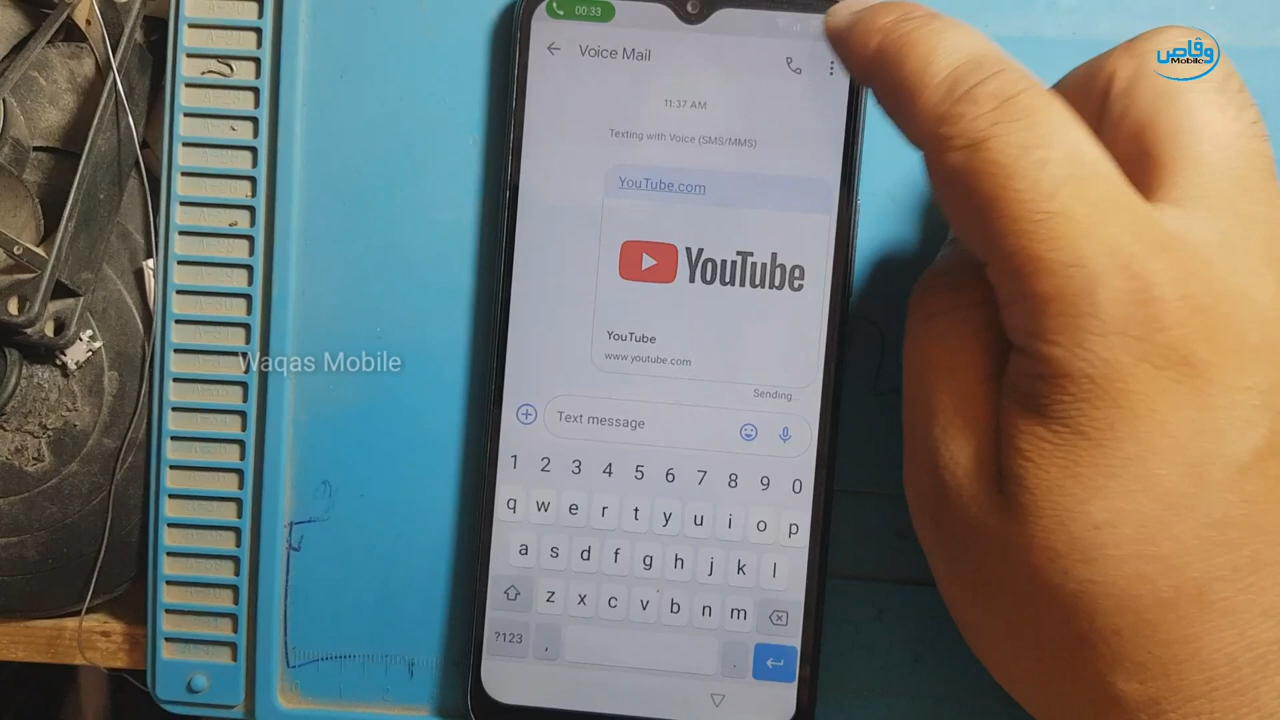 00:33
Voice Mail
11:37 AM
Texting with Voice (SMS/MMS)
YouTube.com
YouTube
YouTube
www.youtube.com
Sending...
Text message
1 2 3 4 5 6 7 8 9 0
q w e r t y u i o p
a s d f g h j k l
z x c v b n m
?123 , .
Waqas Mobile
وقاص
Mobile